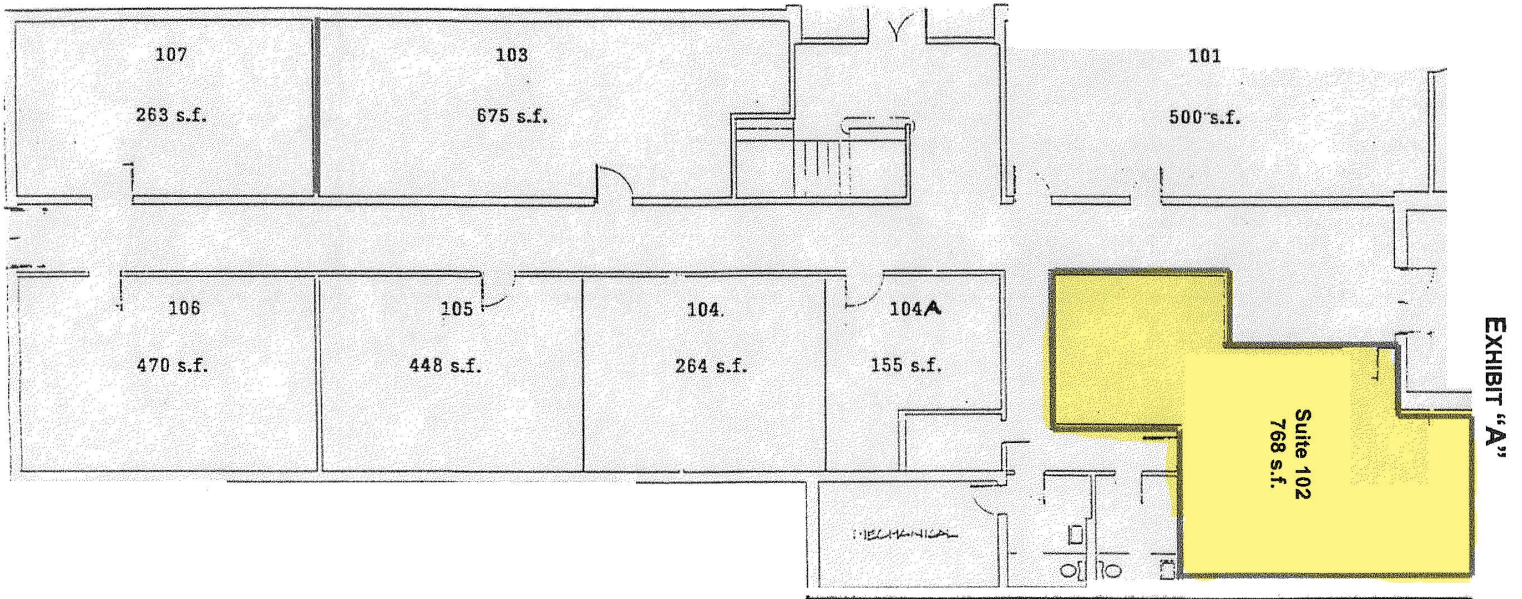 107
263 s.f.
103
675 s.f.
101
500 s.f.
106
470 s.f.
105
448 s.f.
104.
264 s.f.
104A
155 s.f.
Suite 102
768 s.f.
MECHANICAL
EXHIBIT “A”